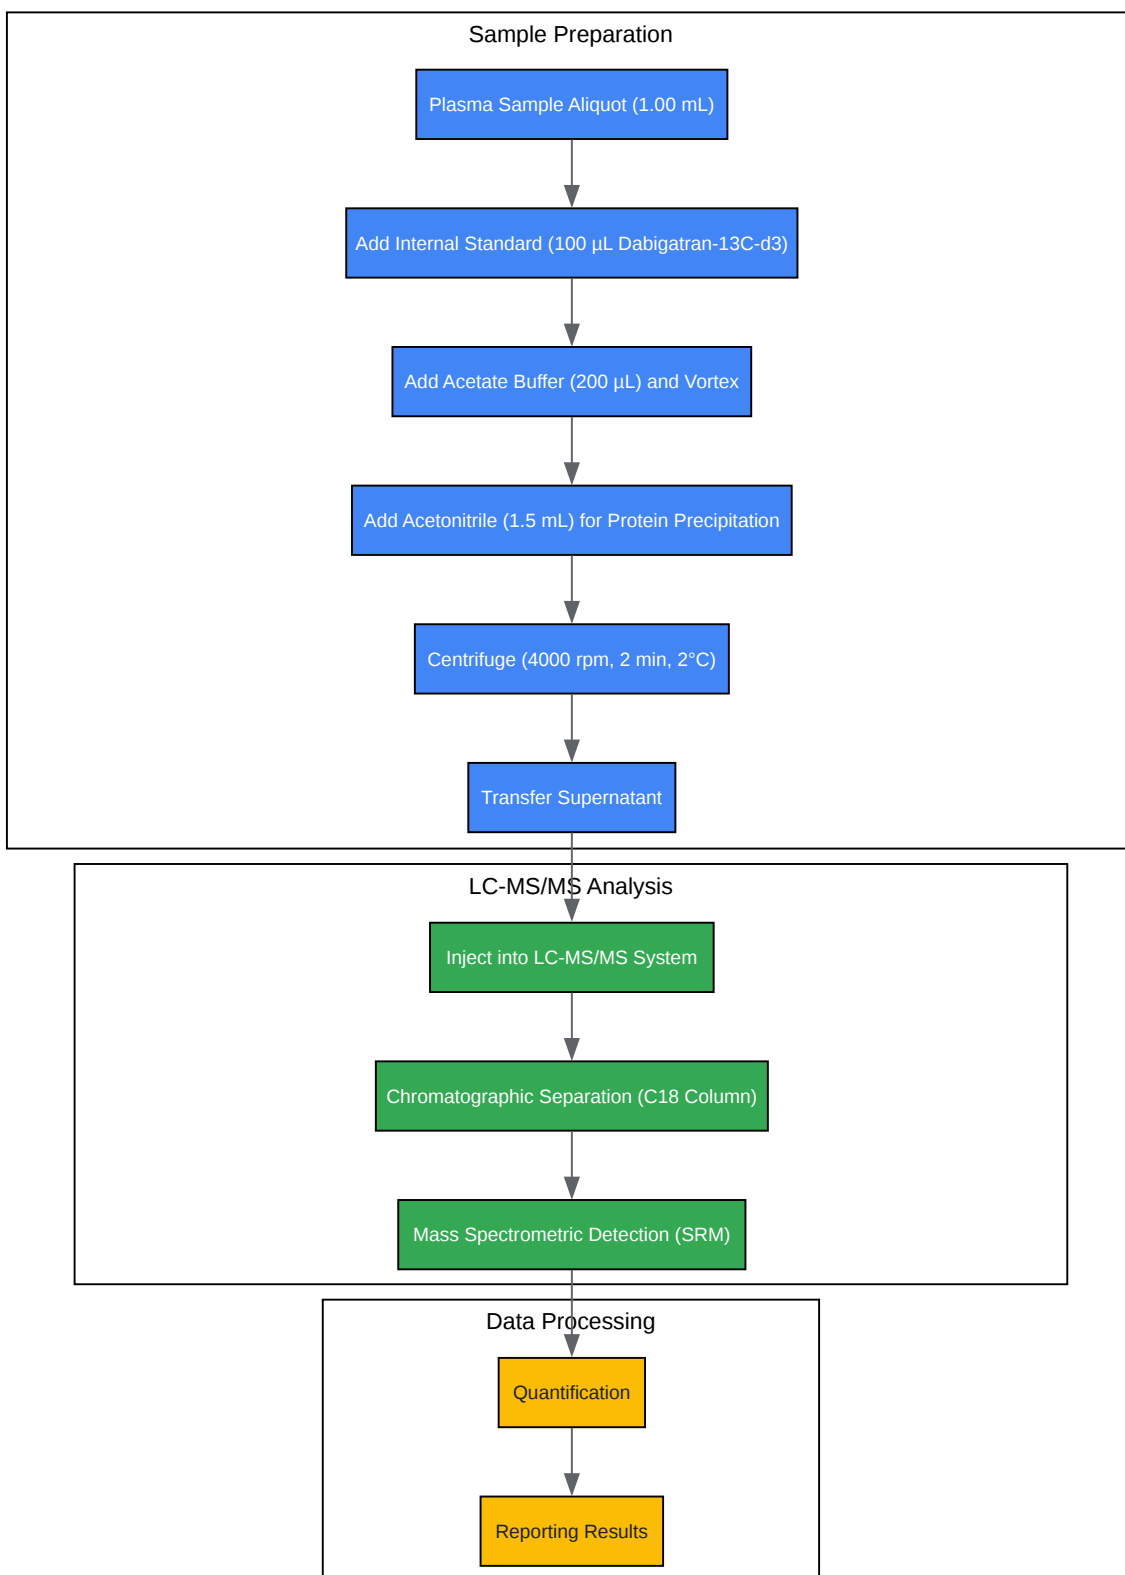 Sample Preparation
Plasma Sample Aliquot (1.00 mL)
Add Internal Standard (100 µL Dabigatran-13C-d3)
Add Acetate Buffer (200 µL) and Vortex
Add Acetonitrile (1.5 mL) for Protein Precipitation
Centrifuge (4000 rpm, 2 min, 2°C)
Transfer Supernatant
LC-MS/MS Analysis
Inject into LC-MS/MS System
Chromatographic Separation (C18 Column)
Mass Spectrometric Detection (SRM)
Data Processing
Quantification
Reporting Results